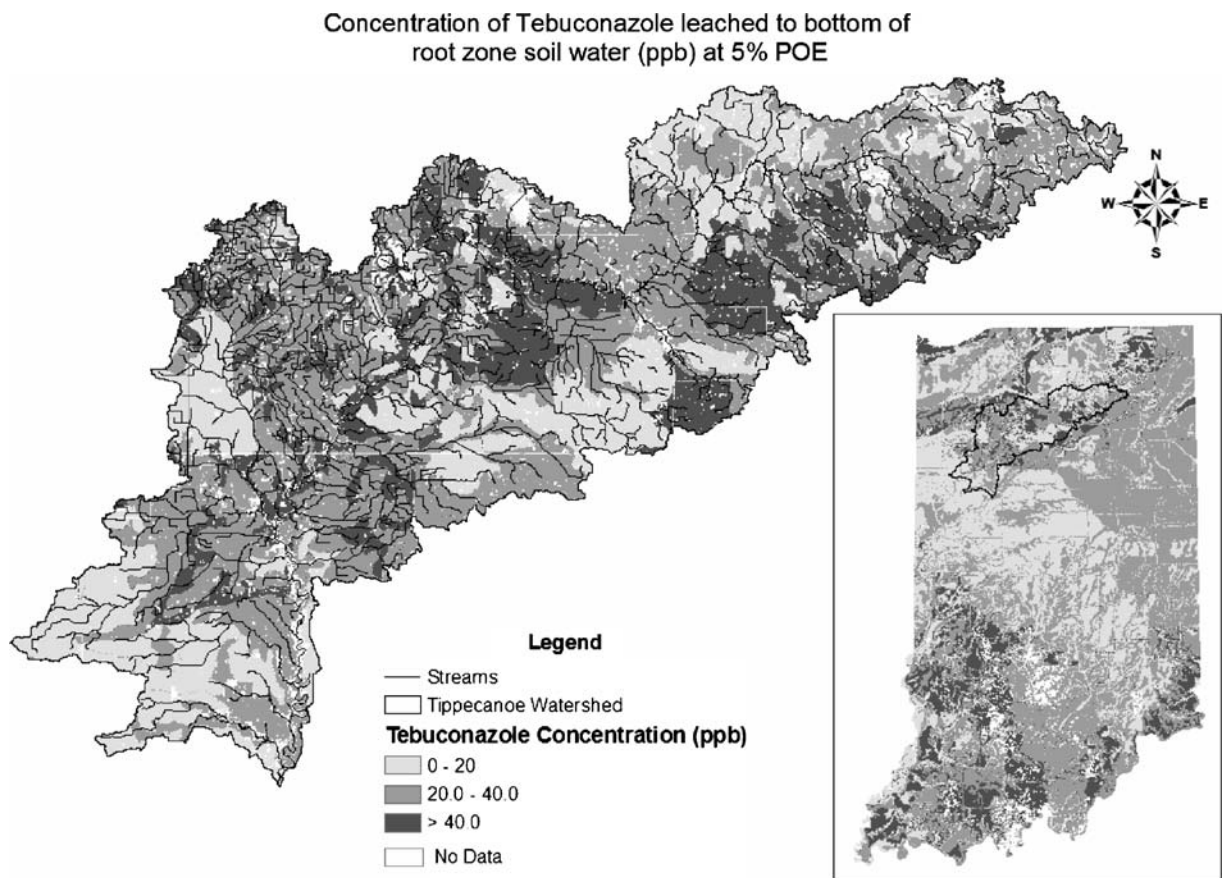 Concentration of Tebuconazole leached to bottom of
root zone soil water (ppb) at 5% POE
N
W E
S
Legend
Streams
Tippecanoe Watershed
Tebuconazole Concentration (ppb)
0 - 20
20.0 - 40.0
> 40.0
No Data